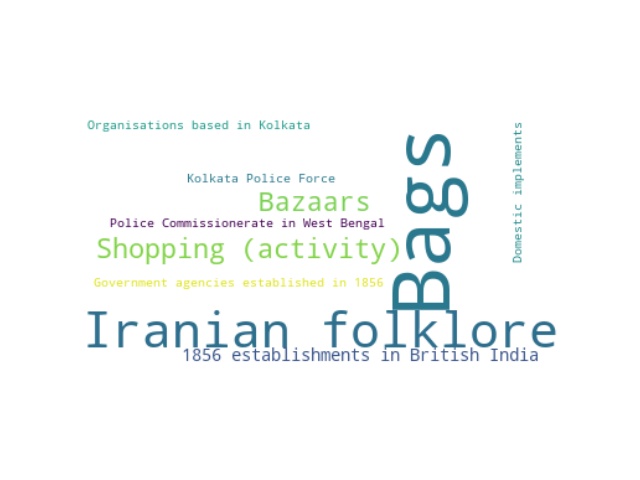 Organisations based in Kolkata
Kolkata Police Force
Bazaars
Police Commissionerate in West Bengal
Shopping (activity)
Government agencies established in 1856
Bags
Domestic implements
Iranian folklore
1856 establishments in British India